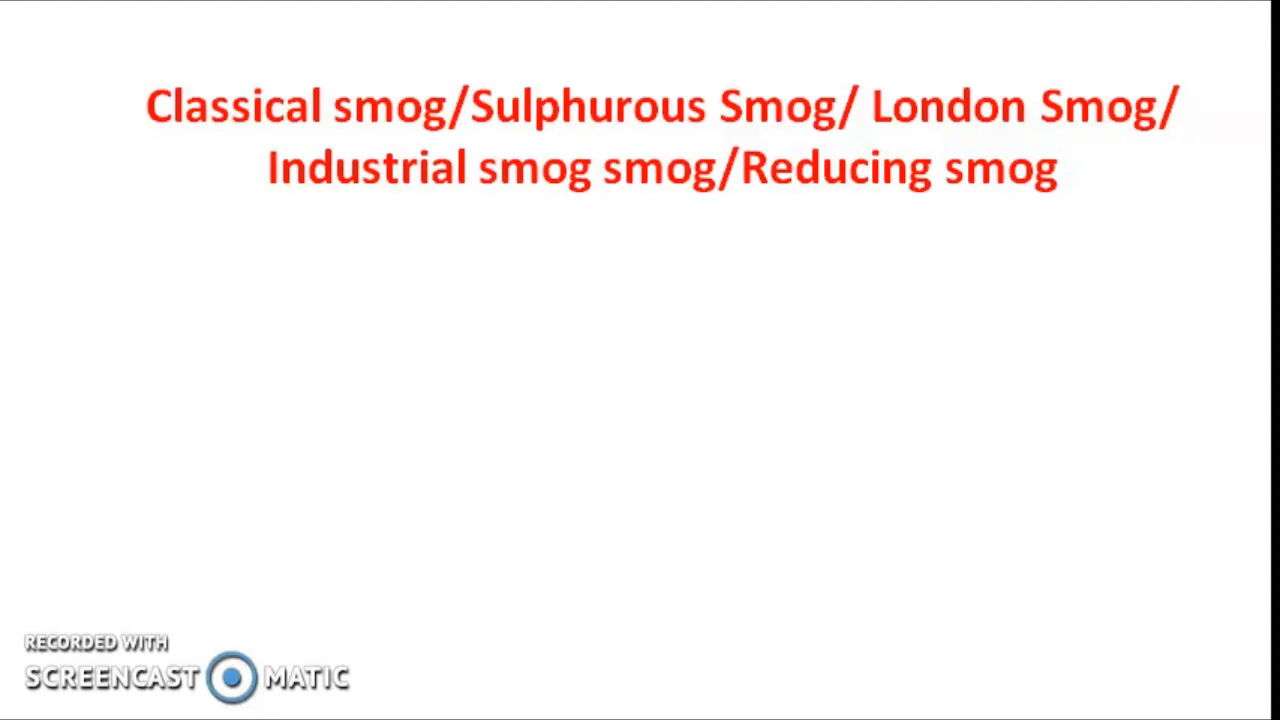 Classical smog/Sulphurous Smog/ London Smog/
Industrial smog smog/Reducing smog
RECORDED WITH
SCREENCAST MATIC